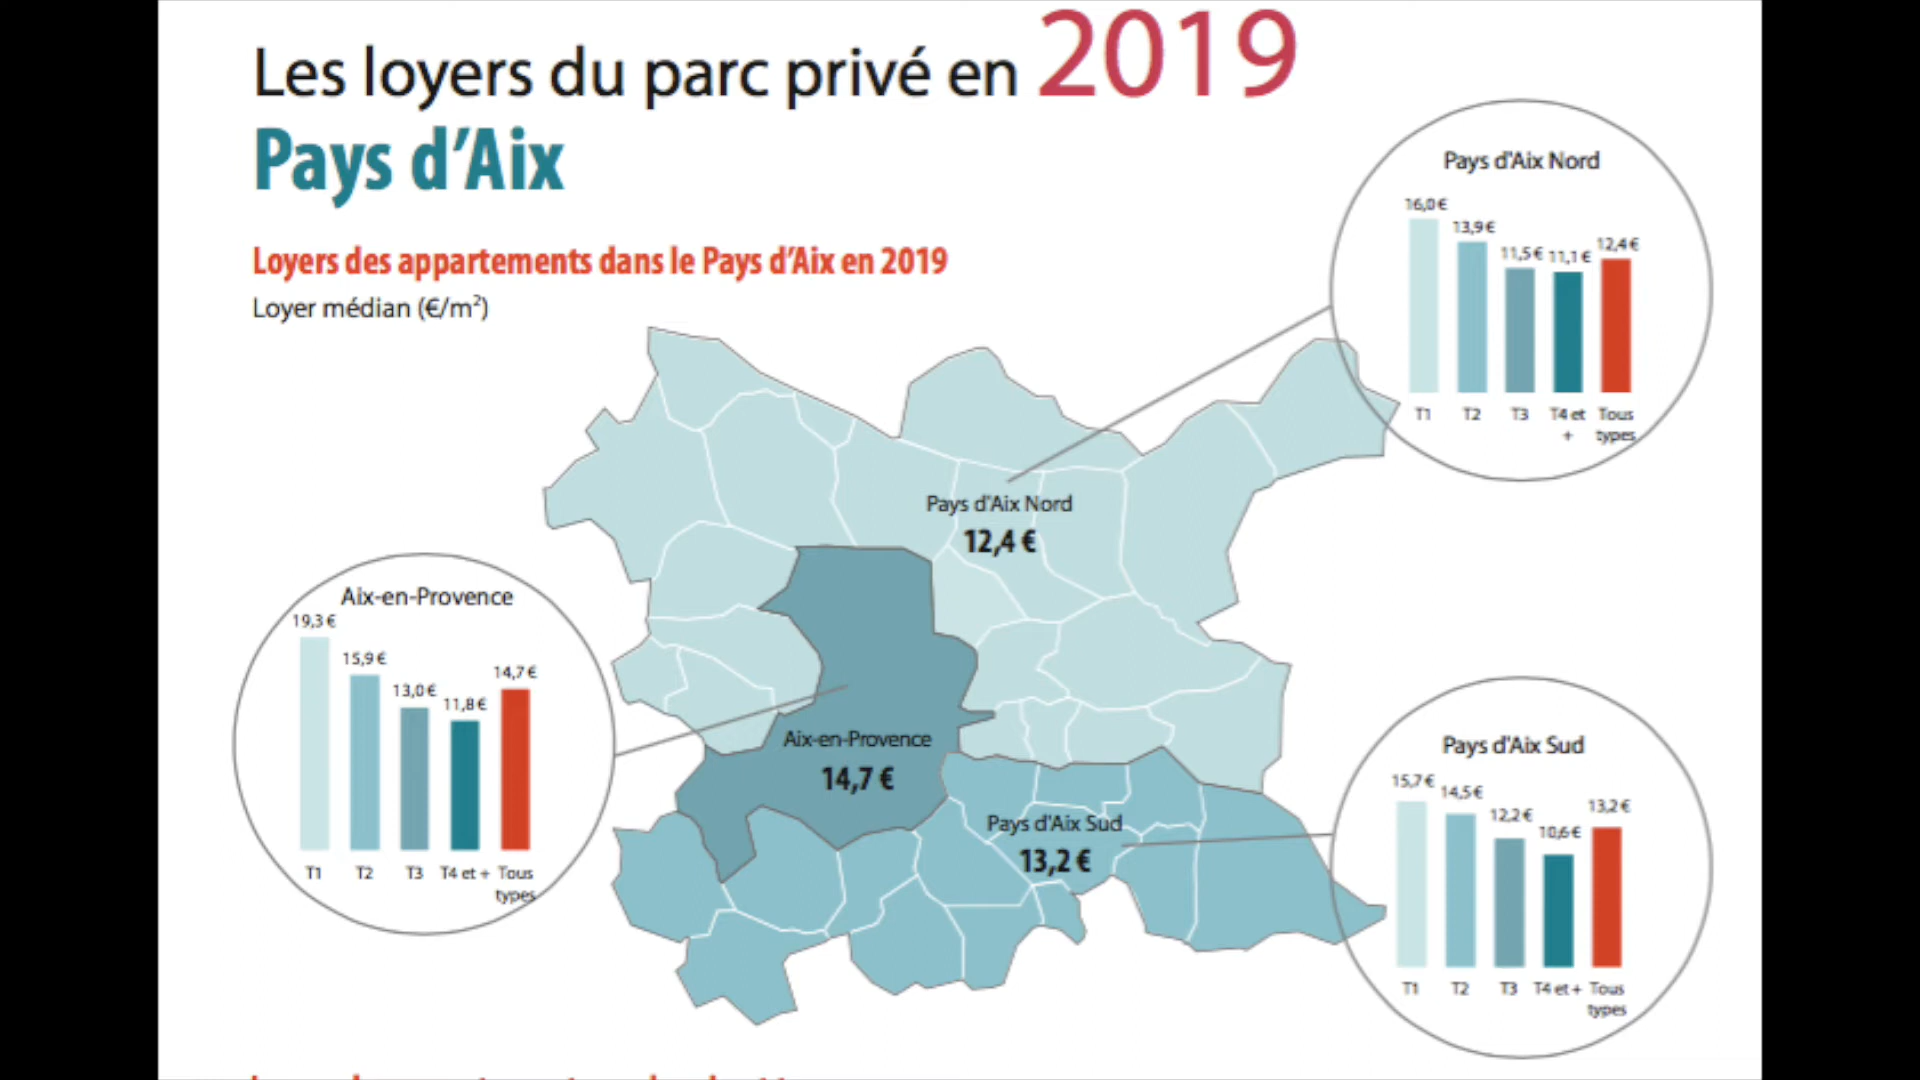 Les loyers du parc privé en 2019
Pays d'Aix
Loyers des appartements dans le Pays d'Aix en 2019
Loyer médian (€/m²)
Pays d'Aix Nord
16,0 €
13,9 €
11,5 €
11,1 €
12,4 €
T1
T2
T3
T4 et
+
Tous
types
Pays d'Aix Nord
12,4 €
Aix-en-Provence
19,3 €
15,9 €
13,0 €
11,8 €
14,7 €
T1
T2
T3
T4 et +
Tous
types
Aix-en-Provence
14,7 €
Pays d'Aix Sud
13,2 €
Pays d'Aix Sud
15,7 €
14,5 €
12,2 €
10,6 €
13,2 €
T1
T2
T3
T4 et +
Tous
types